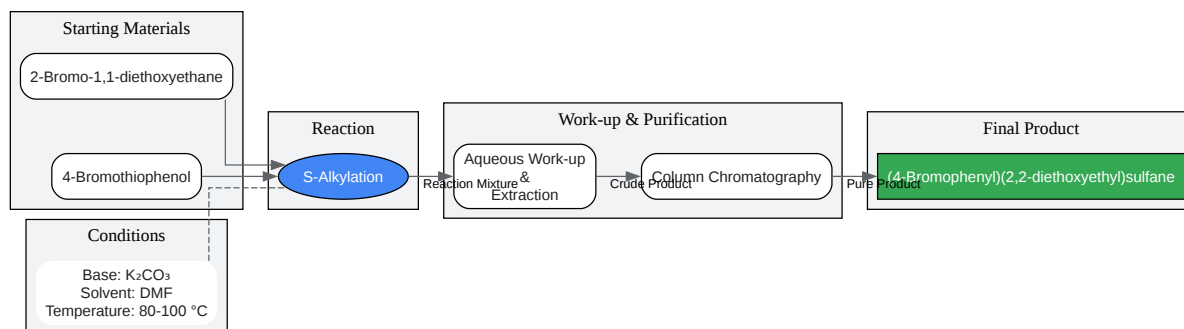 Starting Materials
2-Bromo-1,1-diethoxyethane
4-Bromothiophenol
Conditions
Base: K₂CO₃
Solvent: DMF
Temperature: 80-100 °C
Reaction
S-Alkylation
Reaction Mixture
Work-up & Purification
Aqueous Work-up
&
Extraction
Crude Product
Column Chromatography
Pure Product
Final Product
(4-Bromophenyl)(2,2-diethoxyethyl)sulfane